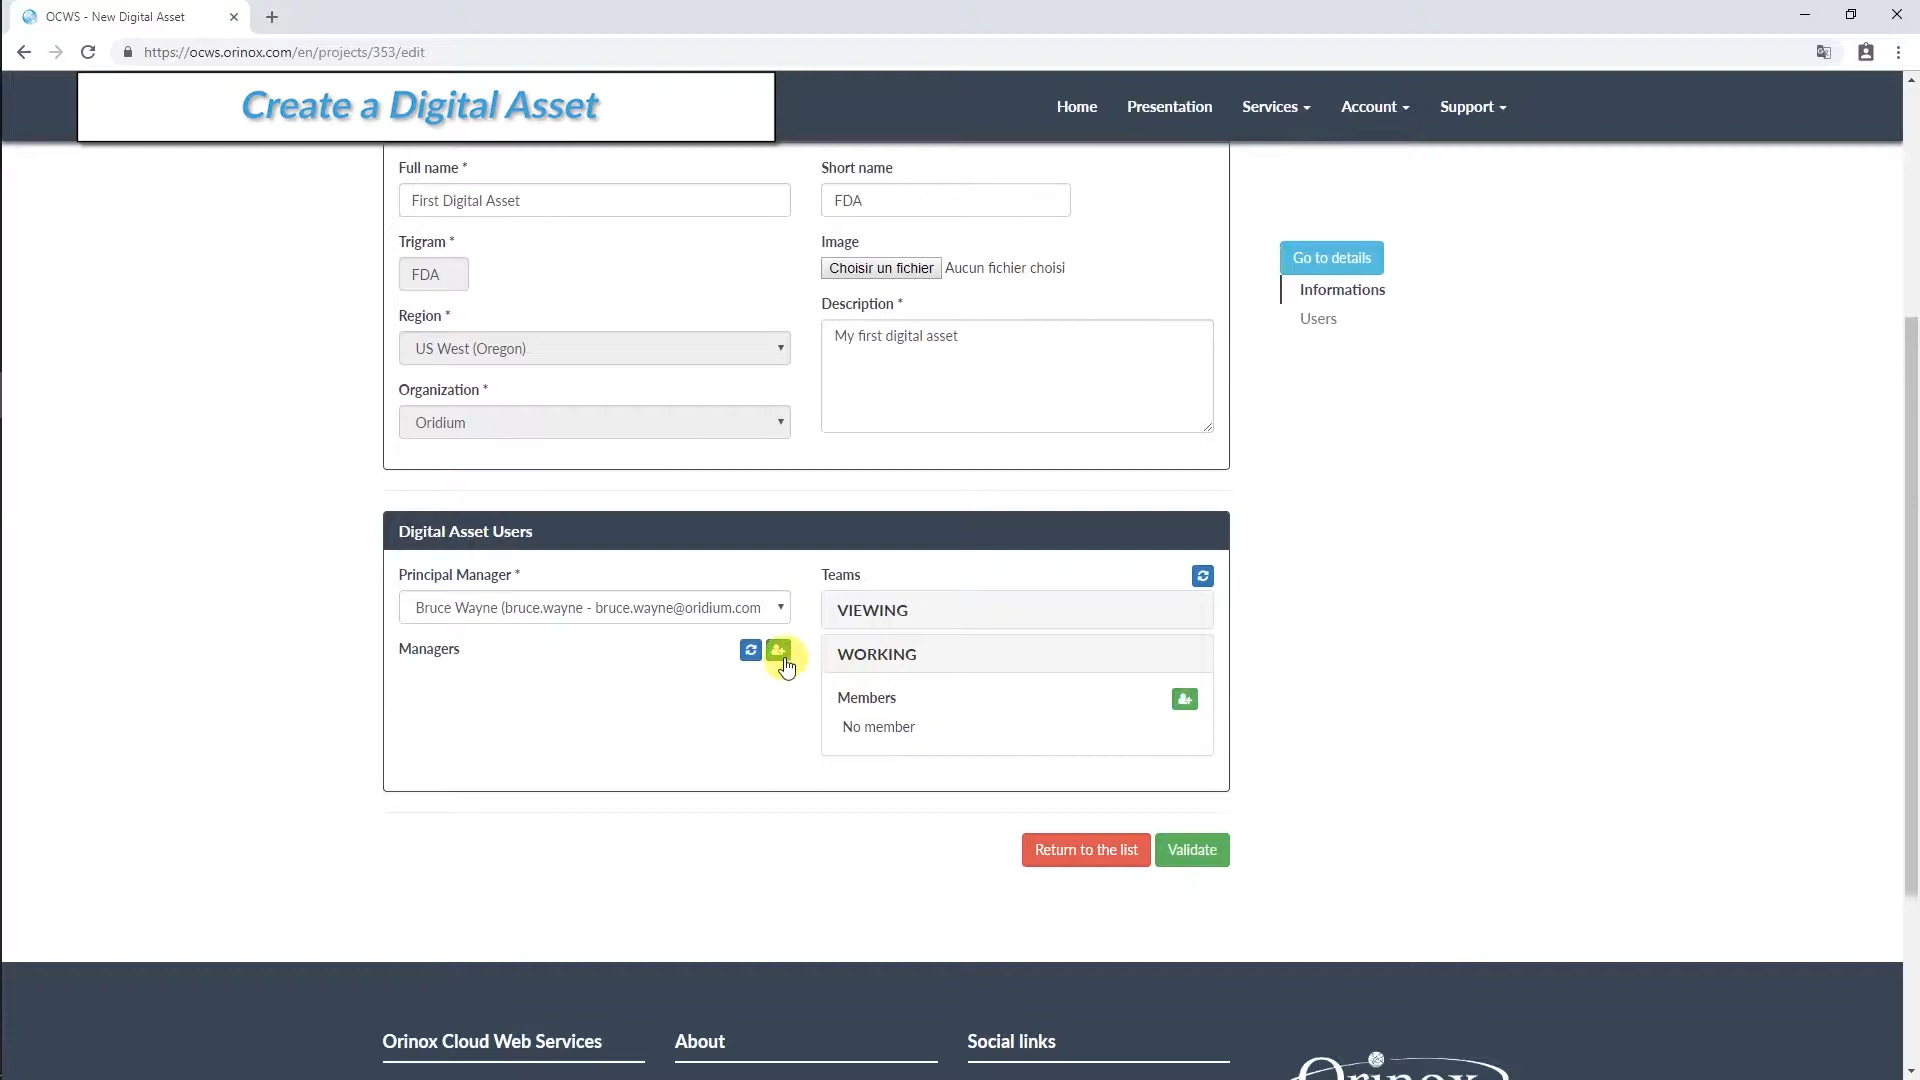 OCWS - New Digital Asset
https://ocws.orinox.com/en/projects/353/edit
Create a Digital Asset
Home
Presentation
Services
Account
Support
Full name *
Short name
First Digital Asset
FDA
Trigram *
Image
FDA
Choisir un fichier Aucun fichier choisi
Go to details
Informations
Users
Region *
Description *
US West (Oregon)
My first digital asset
Organization *
Oridium
Digital Asset Users
Principal Manager *
Teams
Bruce Wayne (bruce.wayne - bruce.wayne@oridium.com
VIEWING
Managers
WORKING
Members
No member
Return to the list
Validate
Orinox Cloud Web Services
About
Social links
Orinox